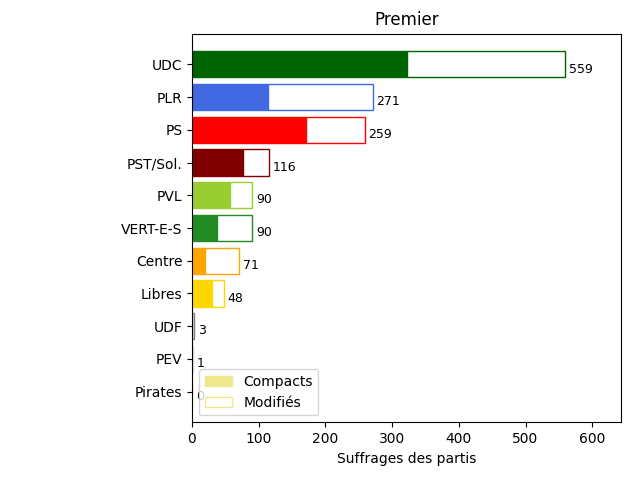 Premier
UDC 559
PLR 271
PS 259
PST/Sol. 116
PVL 90
VERT-E-S 90
Centre 71
Libres 48
UDF 3
PEV 1
Pirates 0
Compacts
Modifiés
0 100 200 300 400 500 600
Suffrages des partis